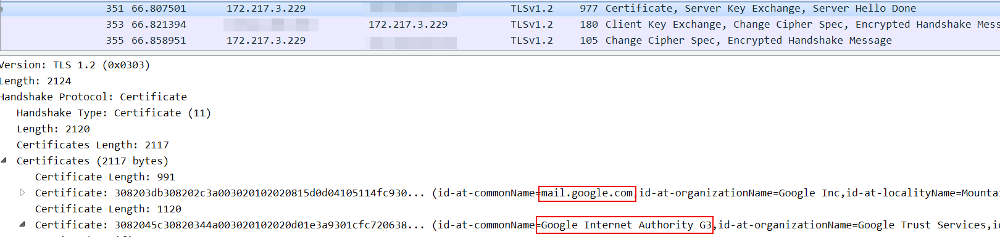 351 66.807501 172.217.3.229 TLSv1.2 977 Certificate, Server Key Exchange, Server Hello Done
353 66.821394 172.217.3.229 TLSv1.2 180 Client Key Exchange, Change Cipher Spec, Encrypted Handshake Mess
355 66.858951 172.217.3.229 TLSv1.2 105 Change Cipher Spec, Encrypted Handshake Message
Version: TLS 1.2 (0x0303)
Length: 2124
Handshake Protocol: Certificate
Handshake Type: Certificate (11)
Length: 2120
Certificates Length: 2117
Certificates (2117 bytes)
Certificate Length: 991
Certificate: 308203db308202c3a003020102020815d0d04105114fc930... (id-at-commonName=mail.google.com,id-at-organizationName=Google Inc,id-at-localityName=Mountai
Certificate Length: 1120
Certificate: 3082045c30820344a003020102020d01e3a9301cfc720638... (id-at-commonName=Google Internet Authority G3,id-at-organizationName=Google Trust Services,i